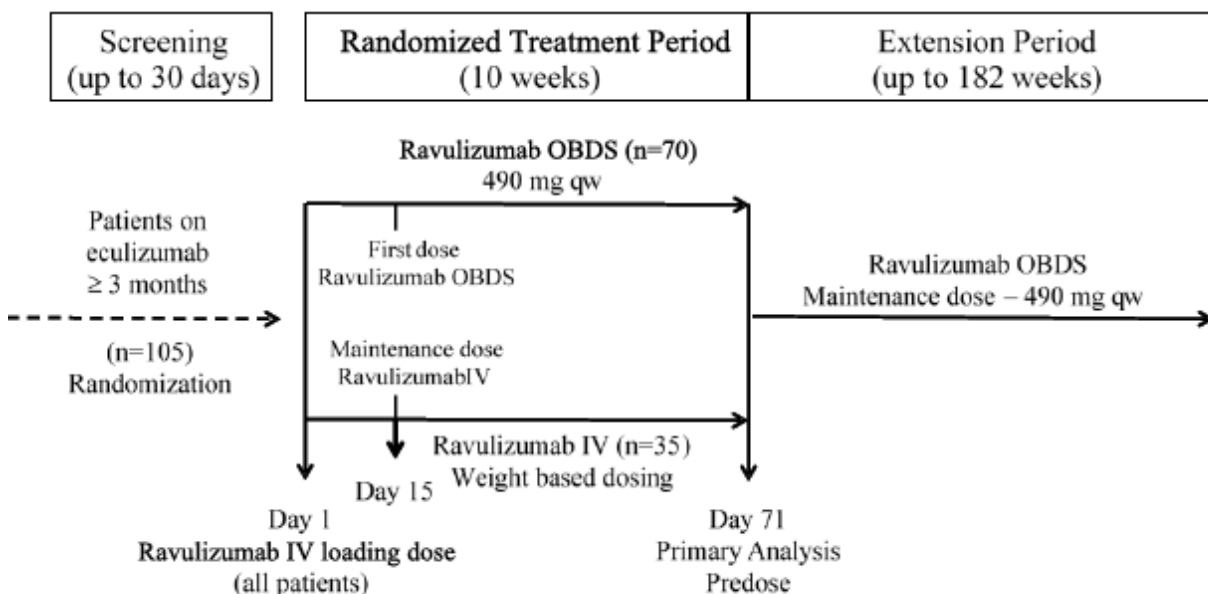 Screening
(up to 30 days)
Randomized Treatment Period
(10 weeks)
Extension Period
(up to 182 weeks)
Ravulizumab OBDS (n=70)
490 mg qw
Patients on
eculizumab
≥ 3 months
(n=105)
Randomization
First dose
Ravulizumab OBDS
Maintenance dose
RavulizumabIV
Ravulizumab OBDS
Maintenance dose – 490 mg qw
Ravulizumab IV (n=35)
Weight based dosing
Day 15
Day 1
Ravulizumab IV loading dose
(all patients)
Day 71
Primary Analysis
Predose